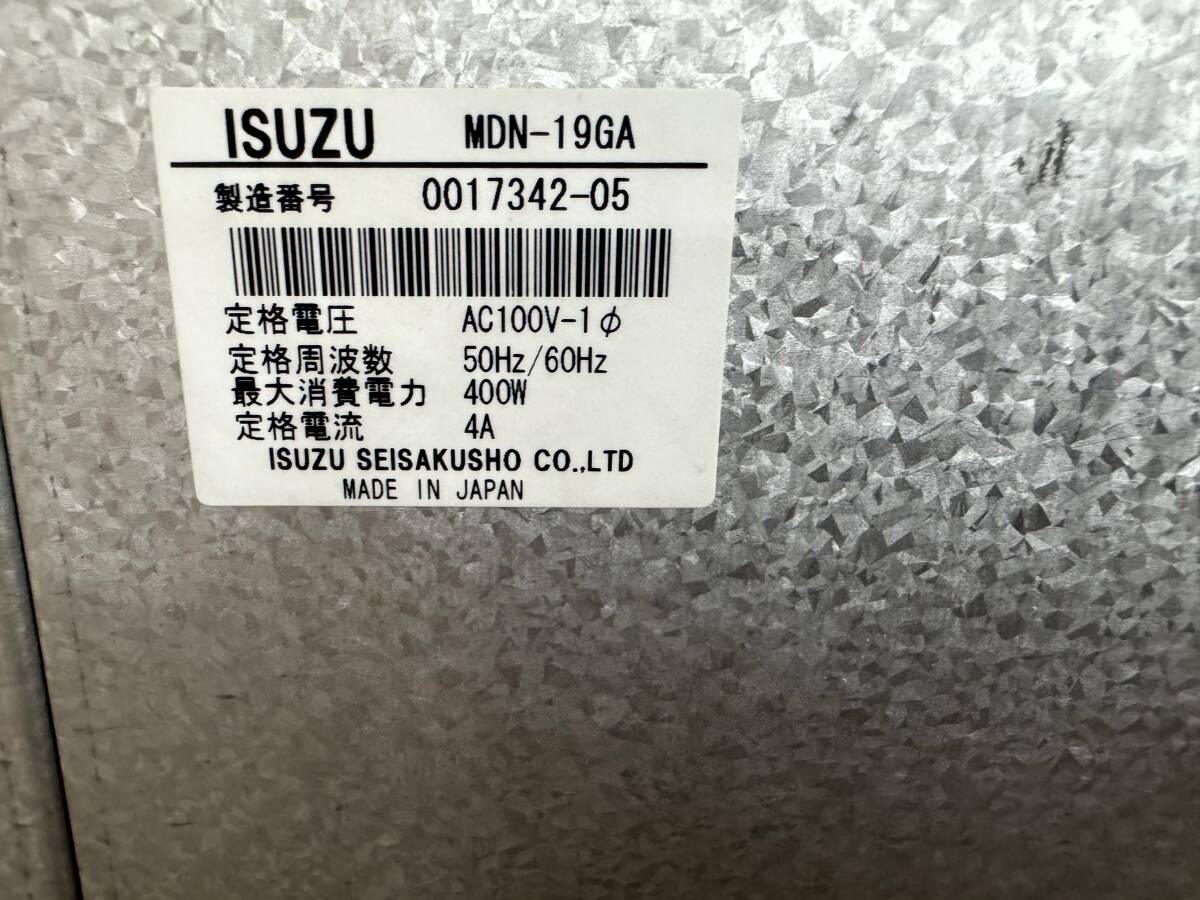 ISUZU MDN-19GA
製造番号 0017342-05
定格電圧 AC100V-1φ
定格周波数 50Hz/60Hz
最大消費電力 400W
定格電流 4A
ISUZU SEISAKUSHO CO.,LTD
MADE IN JAPAN